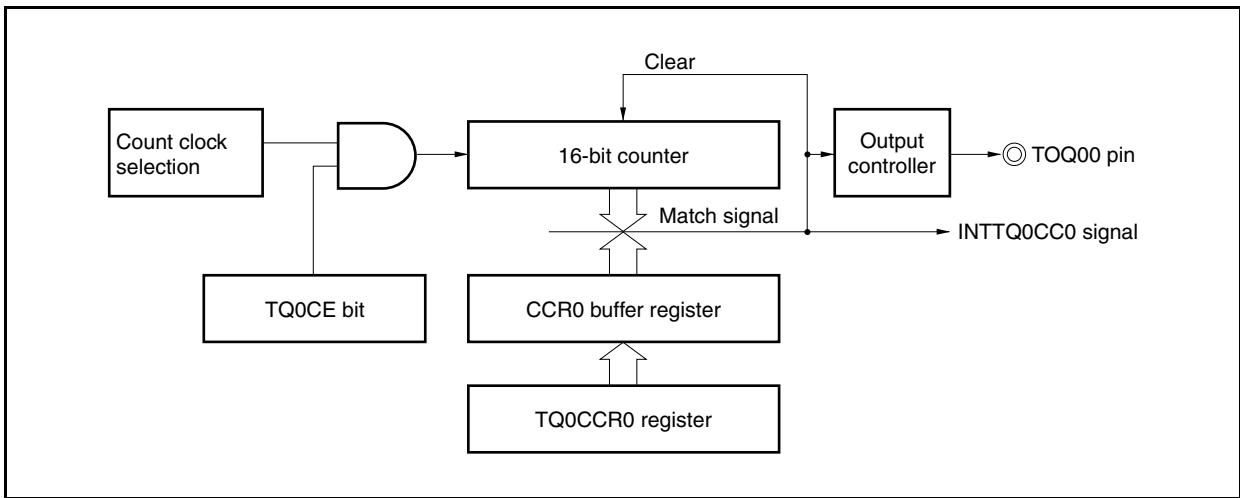 Clear
Count clock
selection
16-bit counter
Output
controller
TOQ00 pin
Match signal
INTTQ0CC0 signal
TQ0CE bit
CCR0 buffer register
TQ0CCR0 register